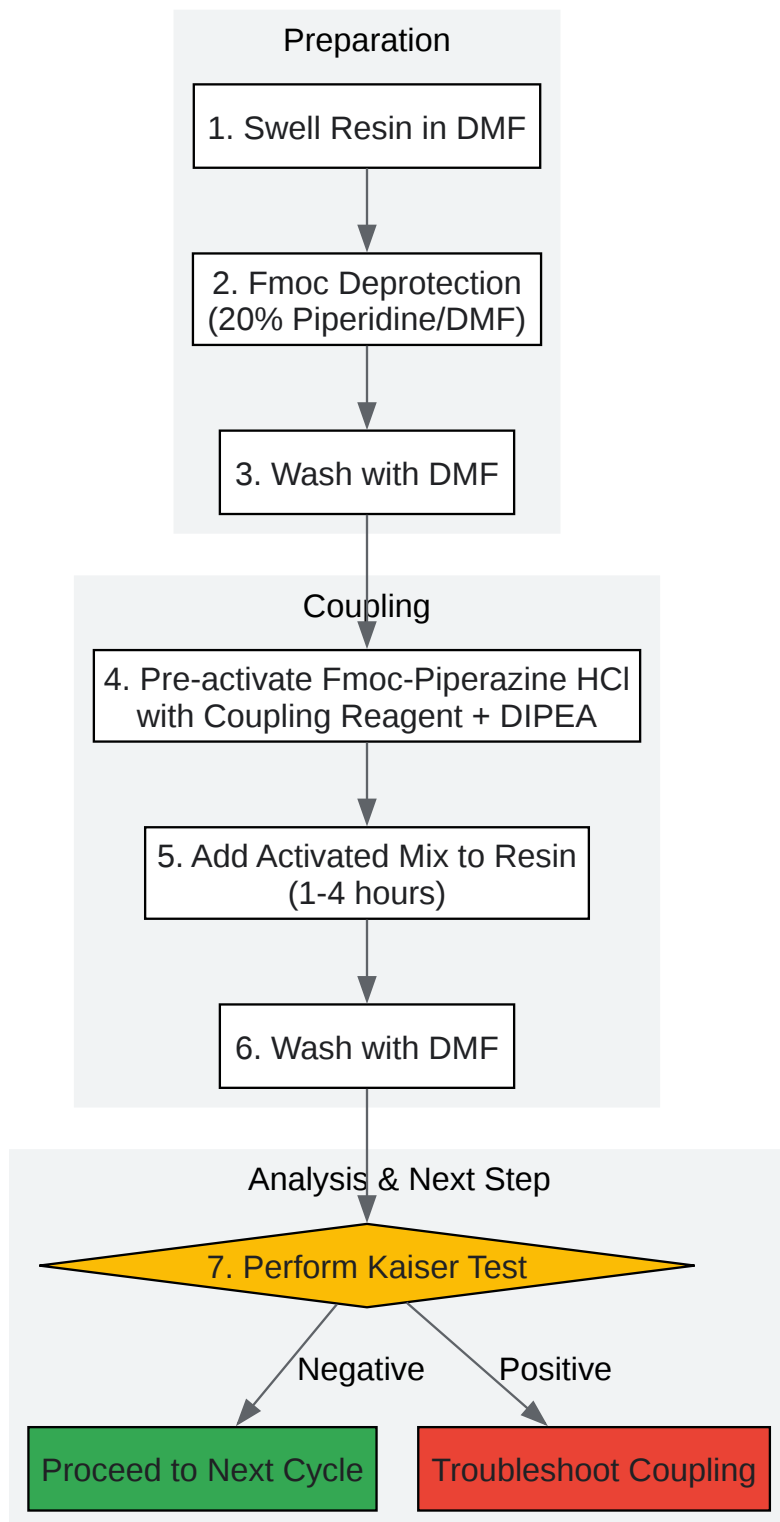 Preparation
1. Swell Resin in DMF
2. Fmoc Deprotection
(20% Piperidine/DMF)
3. Wash with DMF
Coupling
4. Pre-activate Fmoc-Piperazine HCl
with Coupling Reagent + DIPEA
5. Add Activated Mix to Resin
(1-4 hours)
6. Wash with DMF
Analysis & Next Step
7. Perform Kaiser Test
Negative
Positive
Proceed to Next Cycle
Troubleshoot Coupling